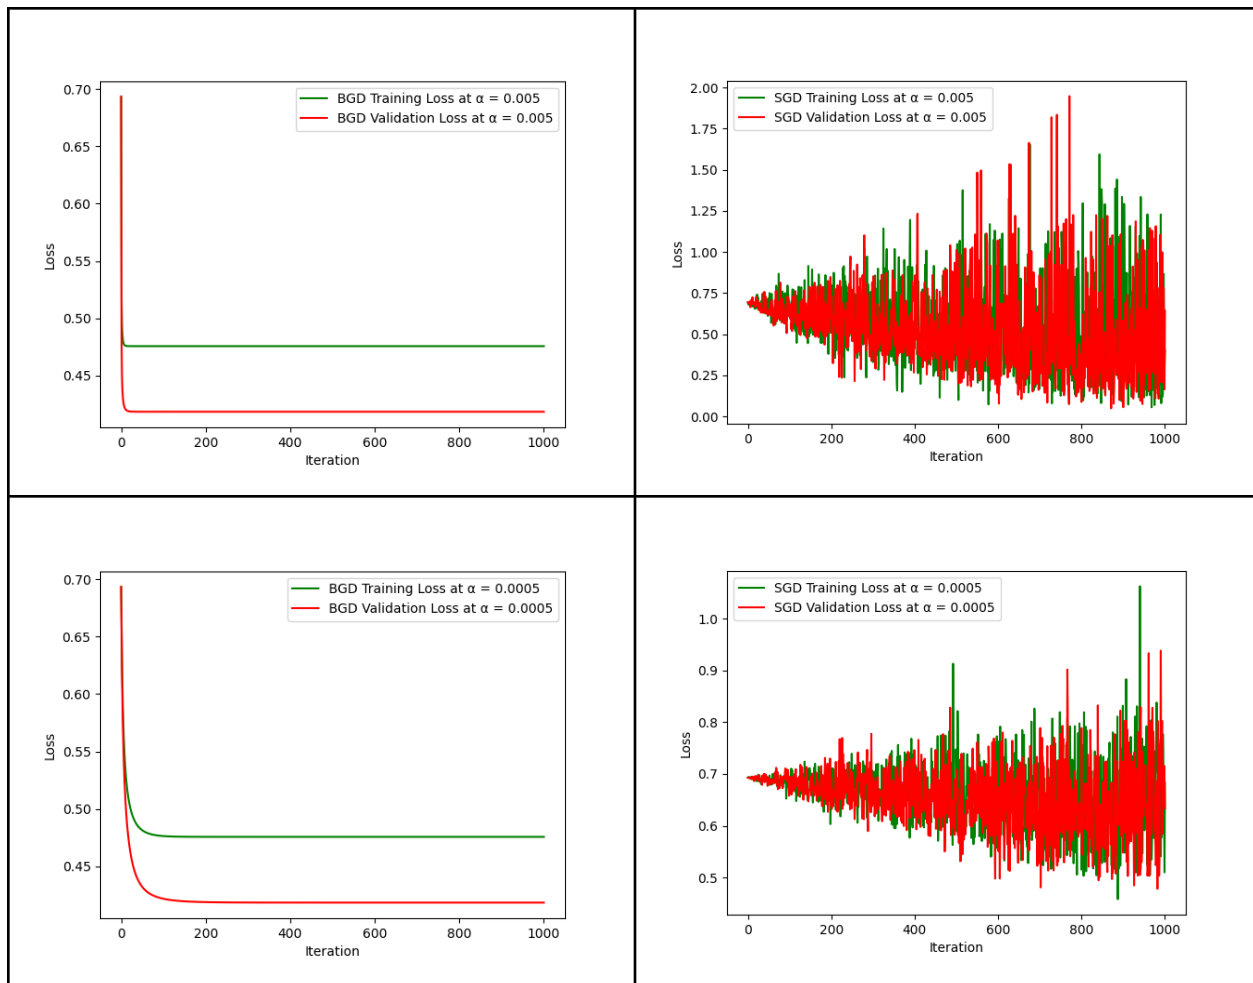 BGD Training Loss at α = 0.005
BGD Validation Loss at α = 0.005
0.70
0.65
0.60
0.55
0.50
0.45
Loss
0 200 400 600 800 1000
Iteration
SGD Training Loss at α = 0.005
SGD Validation Loss at α = 0.005
2.00
1.75
1.50
1.25
1.00
0.75
0.50
0.25
0.00
Loss
0 200 400 600 800 1000
Iteration
BGD Training Loss at α = 0.0005
BGD Validation Loss at α = 0.0005
0.70
0.65
0.60
0.55
0.50
0.45
Loss
0 200 400 600 800 1000
Iteration
SGD Training Loss at α = 0.0005
SGD Validation Loss at α = 0.0005
1.0
0.9
0.8
0.7
0.6
0.5
Loss
0 200 400 600 800 1000
Iteration